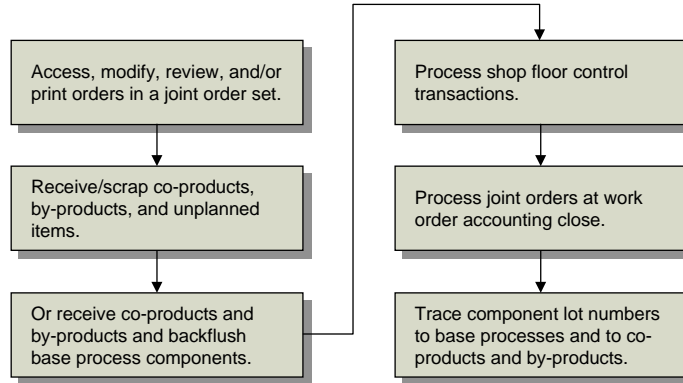 Access, modify, review, and/or
print orders in a joint order set.
Receive/scrap co-products,
by-products, and unplanned
items.
Or receive co-products and
by-products and backflush
base process components.
Process shop floor control
transactions.
Process joint orders at work
order accounting close.
Trace component lot numbers
to base processes and to co-
products and by-products.